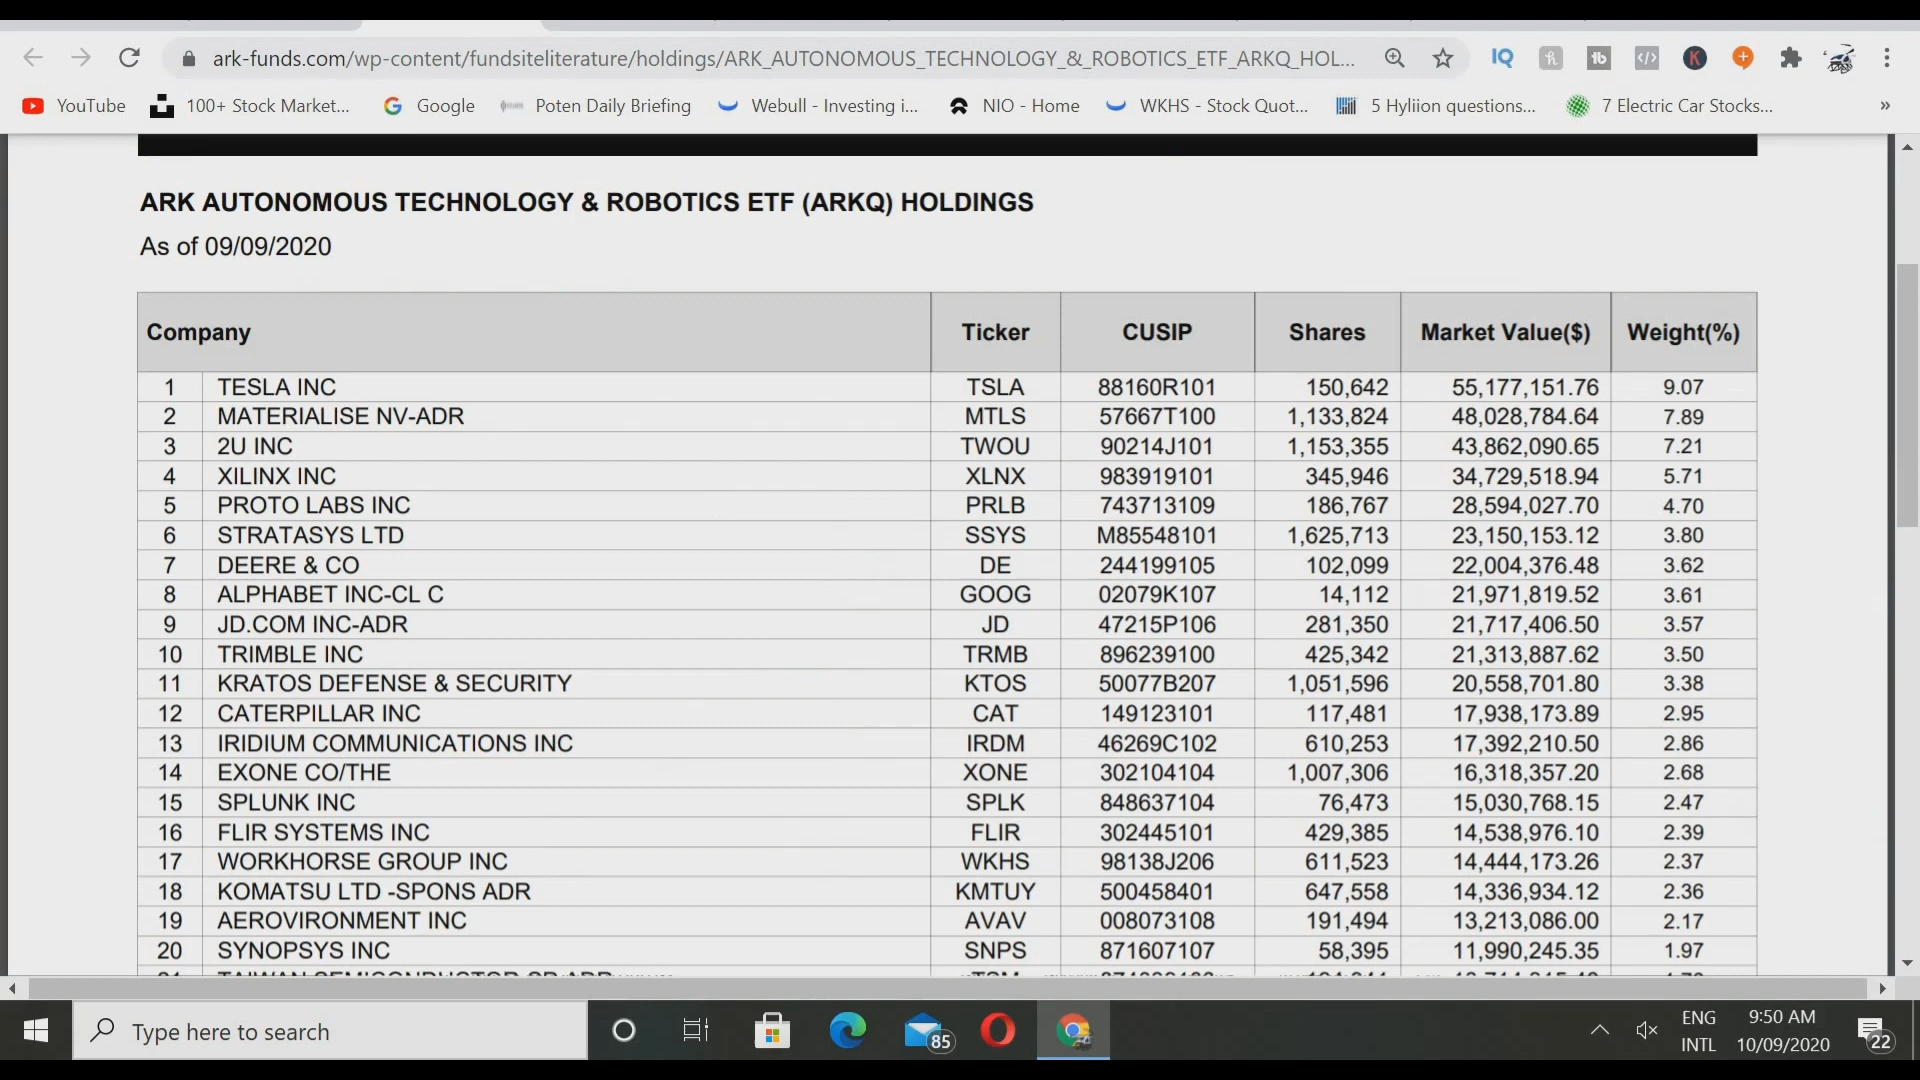 ark-funds.com/wp-content/fundsiteliterature/holdings/ARK_AUTONOMOUS_TECHNOLOGY_&_ROBOTICS_ETF_ARKQ_HOL...
YouTube 100+ Stock Market... Google Poten Daily Briefing Webull - Investing i... NIO - Home WKHS - Stock Quot... 5 Hyliion questions... 7 Electric Car Stocks... »
ARK AUTONOMOUS TECHNOLOGY & ROBOTICS ETF (ARKQ) HOLDINGS
As of 09/09/2020
Company Ticker CUSIP Shares Market Value($) Weight(%)
1 TESLA INC TSLA 88160R101 150,642 55,177,151.76 9.07
2 MATERIALISE NV-ADR MTLS 57667T100 1,133,824 48,028,784.64 7.89
3 2U INC TWOU 90214J101 1,153,355 43,862,090.65 7.21
4 XILINX INC XLNX 983919101 345,946 34,729,518.94 5.71
5 PROTO LABS INC PRLB 743713109 186,767 28,594,027.70 4.70
6 STRATASYS LTD SSYS M85548101 1,625,713 23,150,153.12 3.80
7 DEERE & CO DE 244199105 102,099 22,004,376.48 3.62
8 ALPHABET INC-CL C GOOG 02079K107 14,112 21,971,819.52 3.61
9 JD.COM INC-ADR JD 47215P106 281,350 21,717,406.50 3.57
10 TRIMBLE INC TRMB 896239100 425,342 21,313,887.62 3.50
11 KRATOS DEFENSE & SECURITY KTOS 50077B207 1,051,596 20,558,701.80 3.38
12 CATERPILLAR INC CAT 149123101 117,481 17,938,173.89 2.95
13 IRIDIUM COMMUNICATIONS INC IRDM 46269C102 610,253 17,392,210.50 2.86
14 EXONE CO/THE XONE 302104104 1,007,306 16,318,357.20 2.68
15 SPLUNK INC SPLK 848637104 76,473 15,030,768.15 2.47
16 FLIR SYSTEMS INC FLIR 302445101 429,385 14,538,976.10 2.39
17 WORKHORSE GROUP INC WKHS 98138J206 611,523 14,444,173.26 2.37
18 KOMATSU LTD -SPONS ADR KMTUY 500458401 647,558 14,336,934.12 2.36
19 AEROVIRONMENT INC AVAV 008073108 191,494 13,213,086.00 2.17
20 SYNOPSYS INC SNPS 871607107 58,395 11,990,245.35 1.97
Type here to search
85
ENG
INTL
9:50 AM
10/09/2020
22